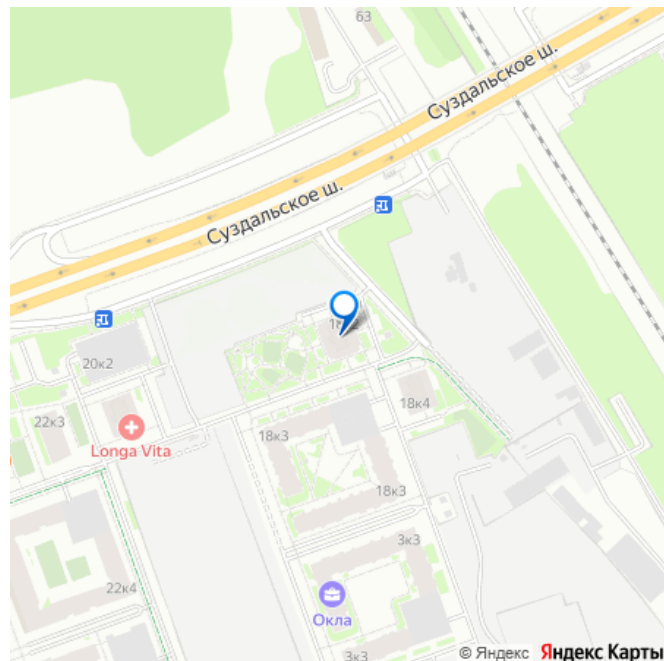 63
Суздальское ш.
Суздальское ш.
20к2
22к3
Longa Vita
18к4
18к3
18к3
3к3
22к4
Окла
3к3
© Яндекс Яндекс Карты